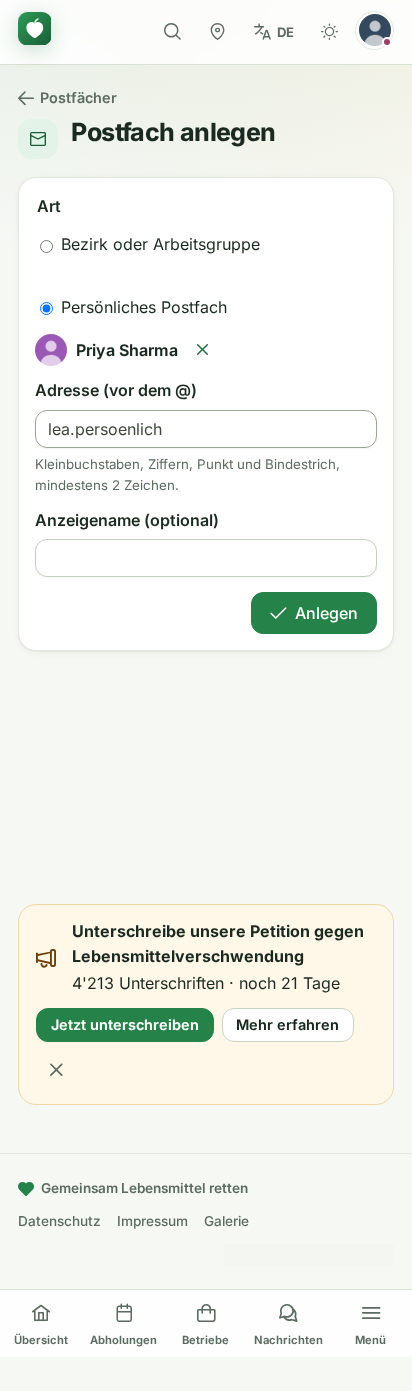 DE
Postfächer
Postfach anlegen
Art
Bezirk oder Arbeitsgruppe
Persönliches Postfach
Priya Sharma
Adresse (vor dem @)
lea.persoenlich
Kleinbuchstaben, Ziffern, Punkt und Bindestrich,
mindestens 2 Zeichen.
Anzeigename (optional)
Anlegen
Unterschreibe unsere Petition gegen
Lebensmittelverschwendung
4'213 Unterschriften · noch 21 Tage
Jetzt unterschreiben
Mehr erfahren
Gemeinsam Lebensmittel retten
Datenschutz Impressum Galerie
Übersicht Abholungen Betriebe Nachrichten Menü